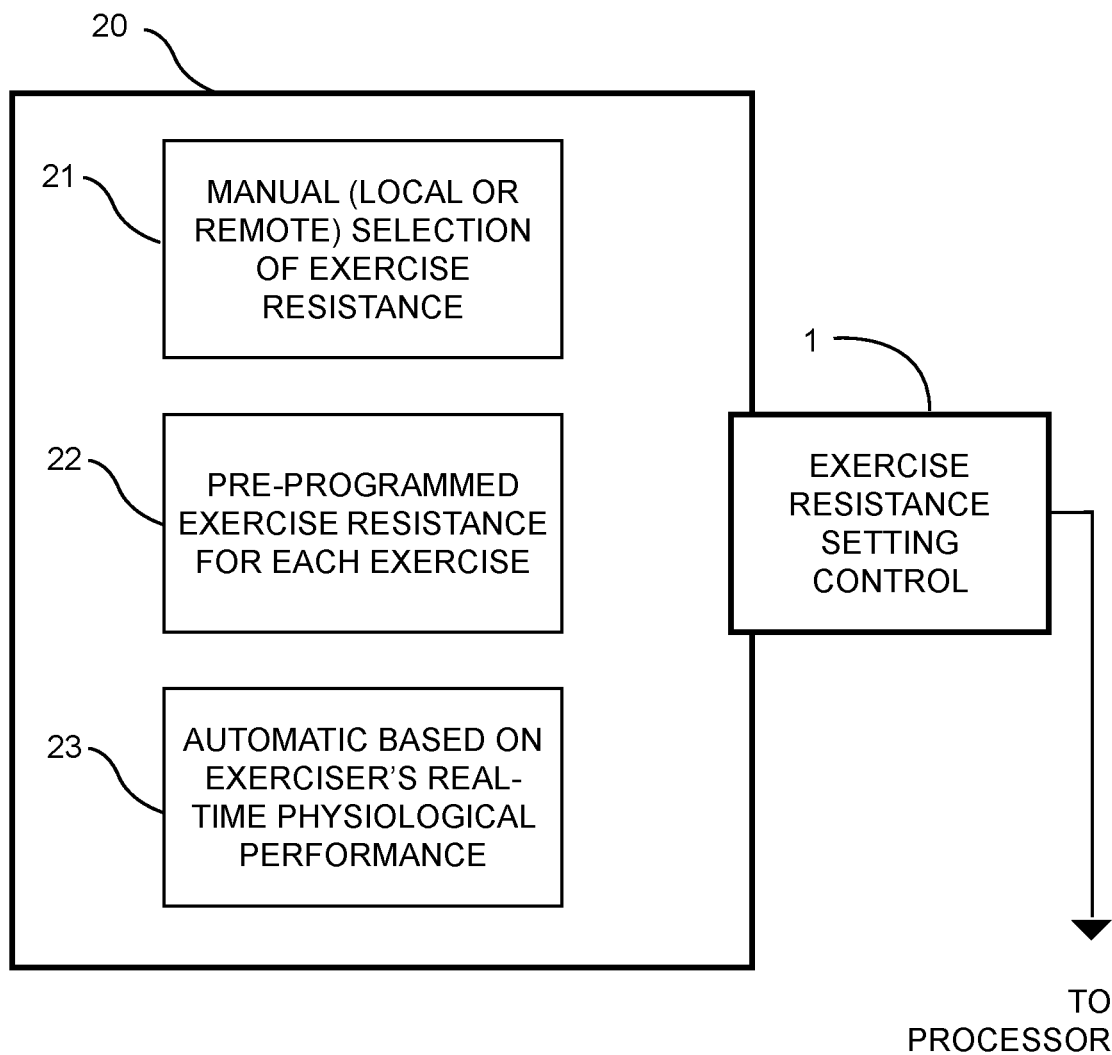 20
21
MANUAL (LOCAL OR
REMOTE) SELECTION
OF EXERCISE
RESISTANCE
1
EXERCISE
RESISTANCE
SETTING
CONTROL
22
PRE-PROGRAMMED
EXERCISE RESISTANCE
FOR EACH EXERCISE
23
AUTOMATIC BASED ON
EXERCISER’S REAL-
TIME PHYSIOLOGICAL
PERFORMANCE
TO
PROCESSOR